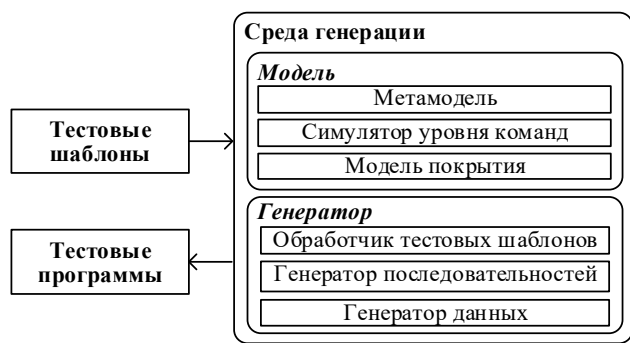 Среда генерации
Модель
Метамодель
Симулятор уровня команд
Модель покрытия
Тестовые
шаблоны
Генератор
Обработчик тестовых шаблонов
Генератор последовательностей
Генератор данных
Тестовые
программы